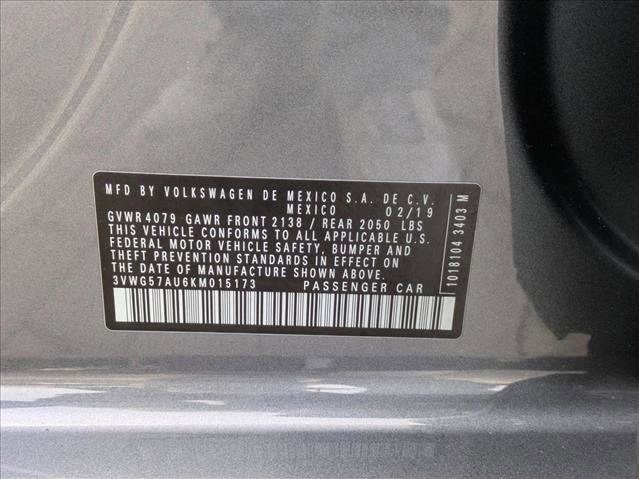 MFD BY VOLKSWAGEN DE MEXICO S.A. DE C.V.
MEXICO 02/19
GVWR 4079 GAWR FRONT 2138 / REAR 2050 LBS
THIS VEHICLE CONFORMS TO ALL APPLICABLE U.S.
FEDERAL MOTOR VEHICLE SAFETY, BUMPER AND
THEFT PREVENTION STANDARDS IN EFFECT ON THE
DATE OF MANUFACTURE SHOWN ABOVE
3VWG57AU6KM015173 PASSENGER CAR
1018104 3403 M